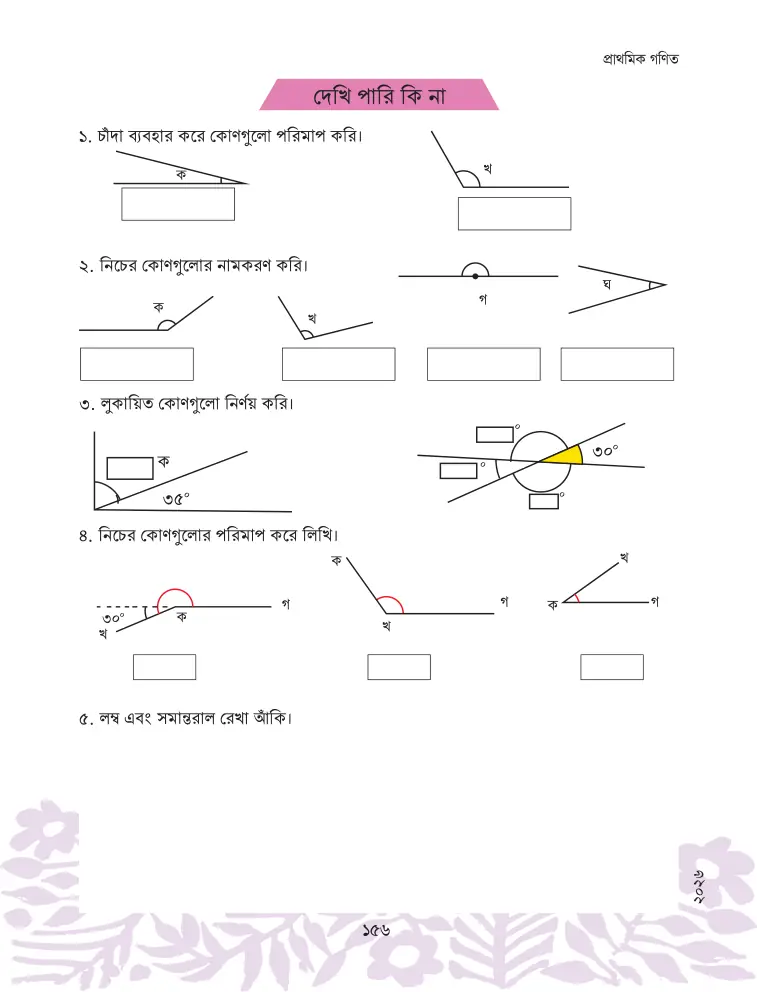 প্রাথমিক গণিত
দেখি পারি কি না
১. চাঁদা ব্যবহার করে কোণগুলো পরিমাপ করি।
ক
খ
২. নিচের কোণগুলোর নামকরণ করি।
ক
খ
গ
ঘ
৩. লুকায়িত কোণগুলো নির্ণয় করি।
ক
৩৫°
°
°
৩০°
°
৪. নিচের কোণগুলোর পরিমাপ করে লিখি।
৩০°
খ
ক
গ
ক
খ
গ
খ
ক
গ
৫. লম্ব এবং সমান্তরাল রেখা আঁকি।
২০২৬
১৫৬